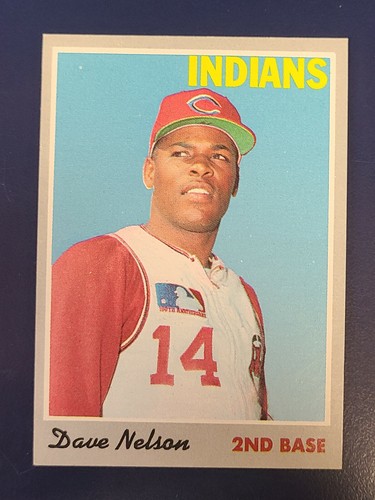 INDIANS
C
100TH ANNIVERSARY
14
Dave Nelson
2ND BASE